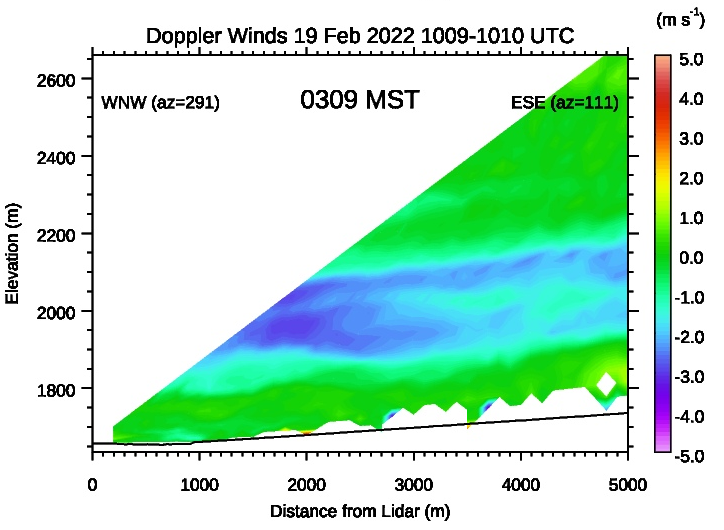 (m s-1)
Doppler Winds 19 Feb 2022 1009-1010 UTC
WNW (az=291) 0309 MST ESE (az=111)
Elevation (m)
2600
2400
2200
2000
1800
5.0
4.0
3.0
2.0
1.0
0.0
-1.0
-2.0
-3.0
-4.0
-5.0
0 1000 2000 3000 4000 5000
Distance from Lidar (m)